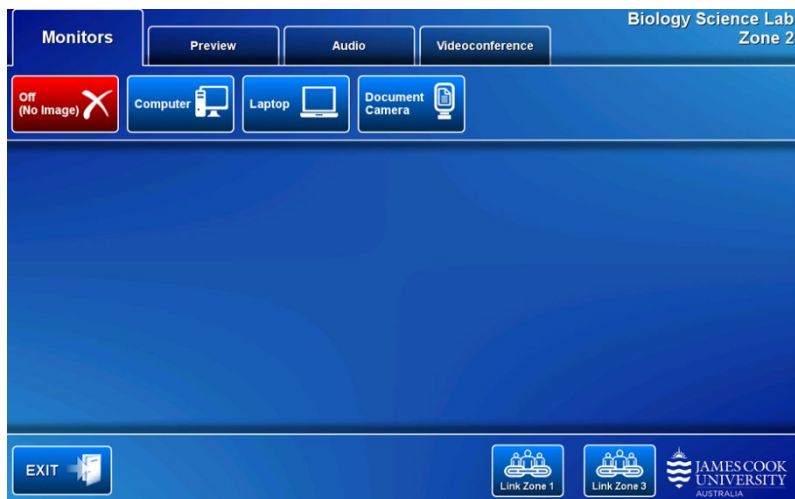 Monitors
Preview
Audio
Videoconference
Biology Science Lab
Zone 2
Off
(No Image)
Computer
Laptop
Document
Camera
EXIT
Link Zone 1
Link Zone 3
JAMES COOK
UNIVERSITY
AUSTRALIA